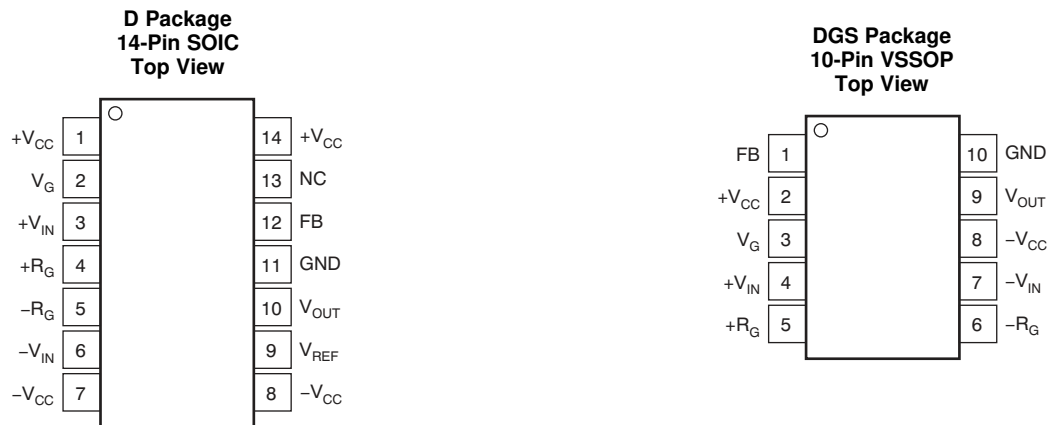 D Package
14-Pin SOIC
Top View
+VCC 1 14 +VCC
VG 2 13 NC
+VIN 3 12 FB
+RG 4 11 GND
−RG 5 10 VOUT
−VIN 6 9 VREF
−VCC 7 8 −VCC
DGS Package
10-Pin VSSOP
Top View
FB 1 10 GND
+VCC 2 9 VOUT
VG 3 8 −VCC
+VIN 4 7 −VIN
+RG 5 6 −RG